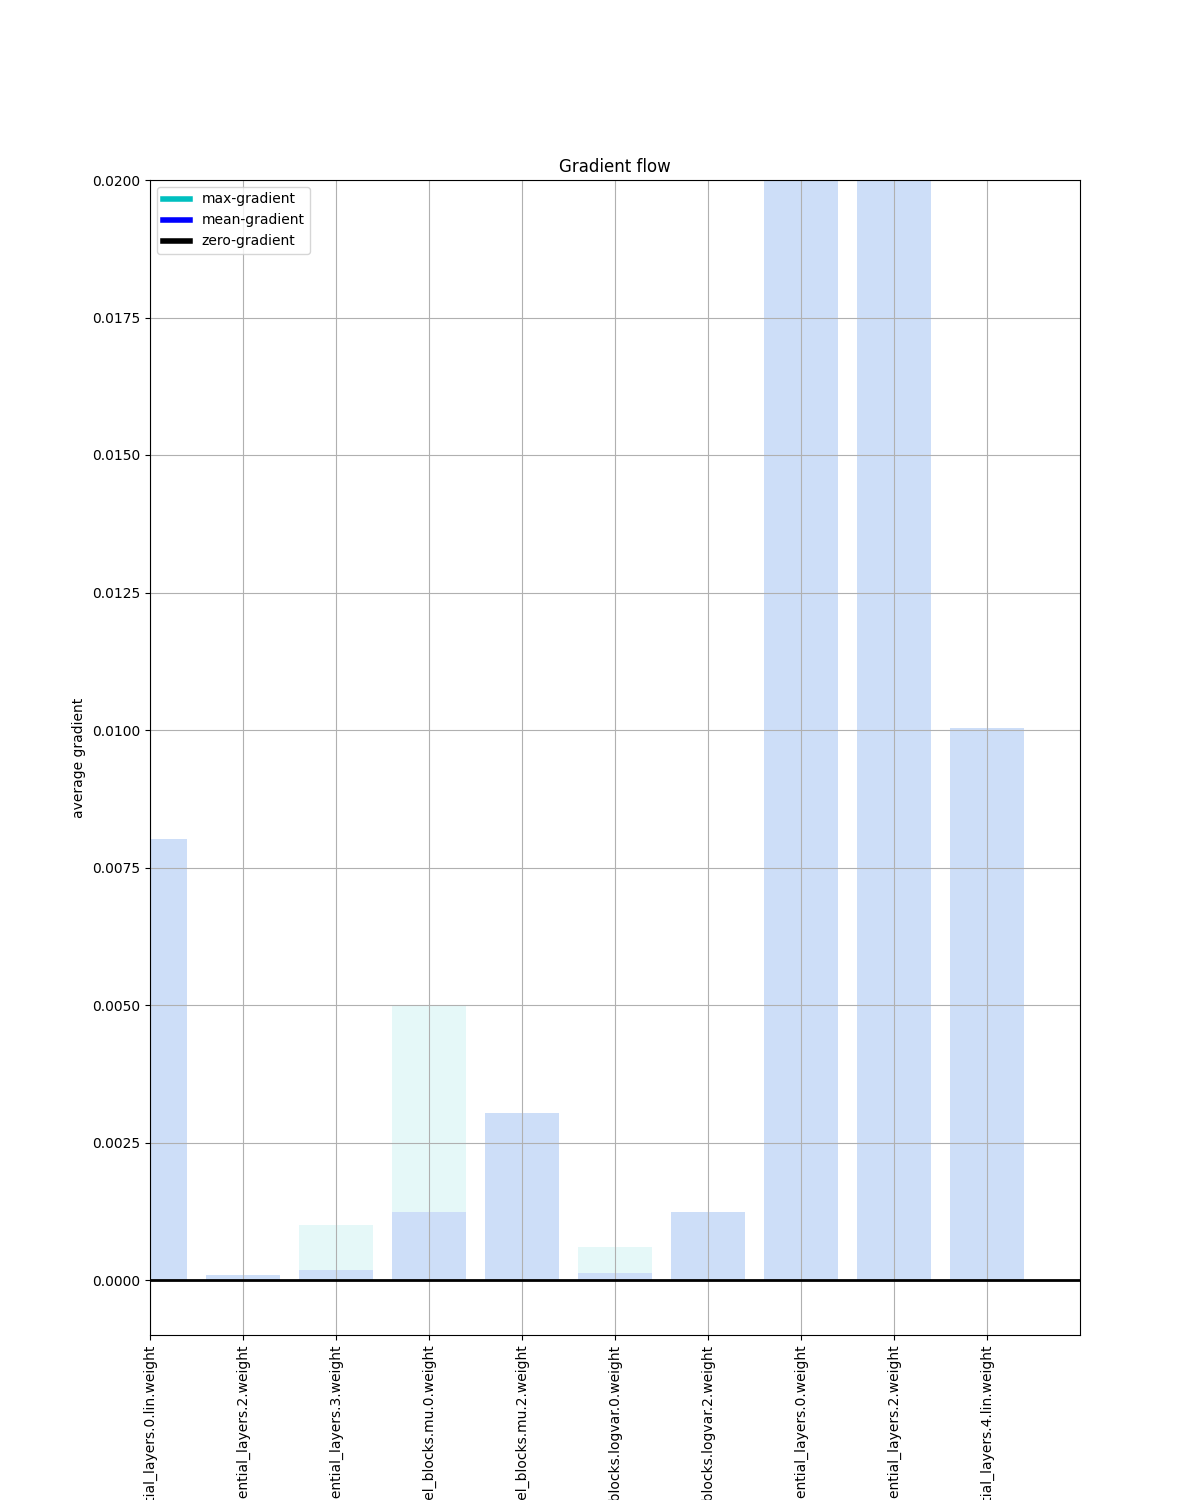 Gradient flow
max-gradient
mean-gradient
zero-gradient
0.0200
0.0175
0.0150
0.0125
0.0100
0.0075
0.0050
0.0025
0.0000
average gradient
tial_layers.0.lin.weight
ential_layers.2.weight
ential_layers.3.weight
el_blocks.mu.0.weight
el_blocks.mu.2.weight
blocks.logvar.0.weight
blocks.logvar.2.weight
ential_layers.0.weight
ential_layers.2.weight
tial_layers.4.lin.weight